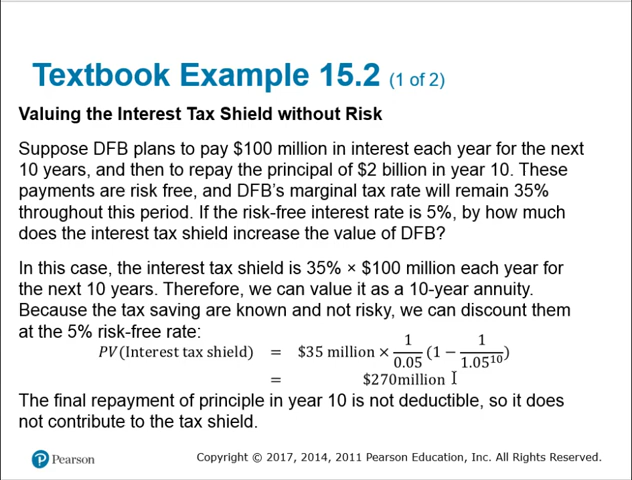 Textbook Example 15.2 (1 of 2)
Valuing the Interest Tax Shield without Risk
Suppose DFB plans to pay $100 million in interest each year for the next
10 years, and then to repay the principal of $2 billion in year 10. These
payments are risk free, and DFB's marginal tax rate will remain 35%
throughout this period. If the risk-free interest rate is 5%, by how much
does the interest tax shield increase the value of DFB?
In this case, the interest tax shield is 35% × $100 million each year for
the next 10 years. Therefore, we can value it as a 10-year annuity.
Because the tax saving are known and not risky, we can discount them
at the 5% risk-free rate:
PV(Interest tax shield) = $35 million × 1/0.05 (1 − 1/1.05^10)
= $270million
The final repayment of principle in year 10 is not deductible, so it does
not contribute to the tax shield.
Pearson
Copyright © 2017, 2014, 2011 Pearson Education, Inc. All Rights Reserved.